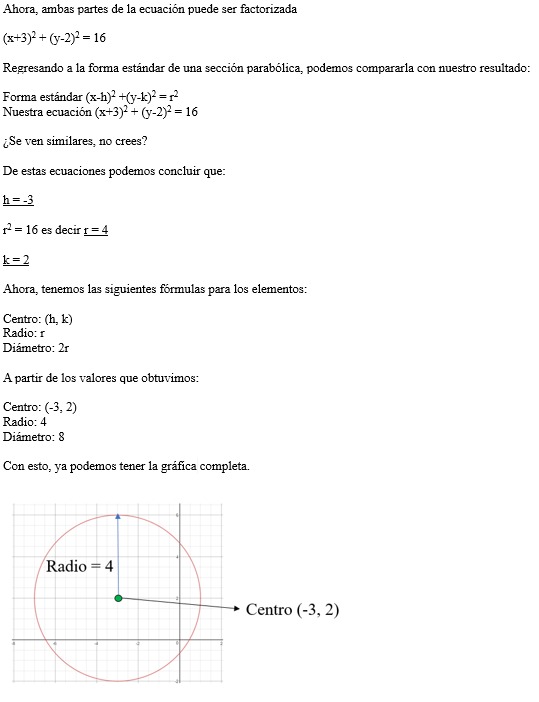 Ahora, ambas partes de la ecuación puede ser factorizada
(x+3)² + (y-2)² = 16
Regresando a la forma estándar de una sección parabólica, podemos compararla con nuestro resultado:
Forma estándar (x-h)² +(y-k)² = r²
Nuestra ecuación (x+3)² + (y-2)² = 16
¿Se ven similares, no crees?
De estas ecuaciones podemos concluir que:
h = -3
r² = 16 es decir r = 4
k = 2
Ahora, tenemos las siguientes fórmulas para los elementos:
Centro: (h, k)
Radio: r
Diámetro: 2r
A partir de los valores que obtuvimos:
Centro: (-3, 2)
Radio: 4
Diámetro: 8
Con esto, ya podemos tener la gráfica completa.
Radio = 4
Centro (-3, 2)